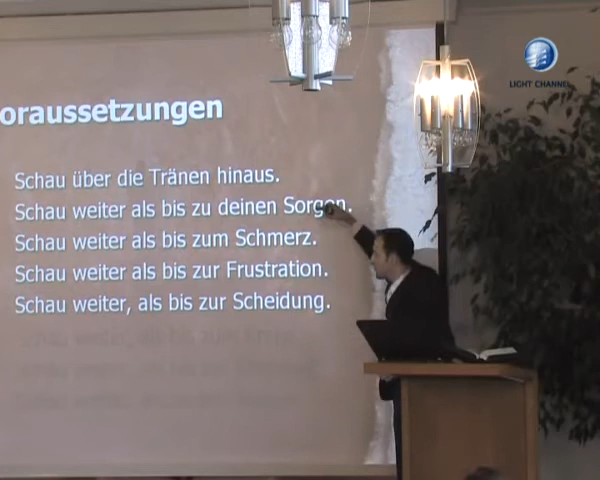 LIGHT CHANNEL
oraussetzungen
Schau über die Tränen hinaus.
Schau weiter als bis zu deinen Sorgen.
Schau weiter als bis zum Schmerz.
Schau weiter als bis zur Frustration.
Schau weiter, als bis zur Scheidung.